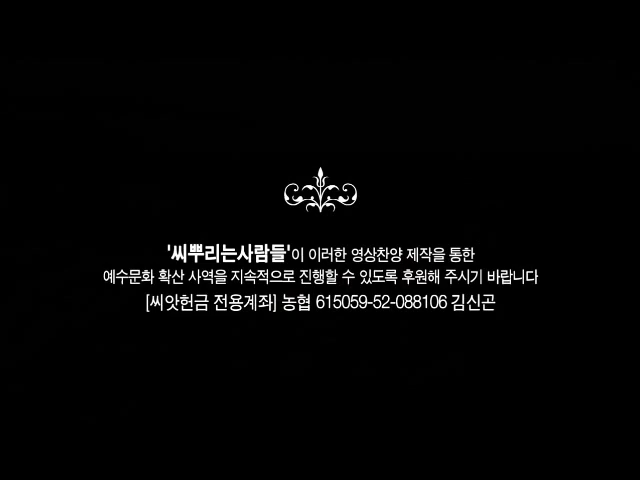 '씨뿌리는사람들'이 이러한 영상찬양 제작을 통한
예수문화 확산 사역을 지속적으로 진행할 수 있도록 후원해 주시기 바랍니다
[씨앗헌금 전용계좌] 농협 615059-52-088106 김신곤